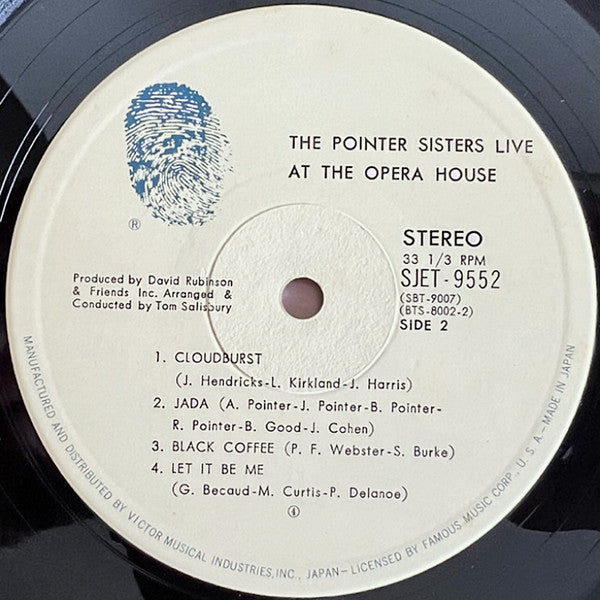 THE POINTER SISTERS LIVE
AT THE OPERA HOUSE
®
STEREO
33 1/3 RPM
SJET-9552
(SBT-9007)
(BTS-8002-2)
SIDE 2
Produced by David Rubinson
& Friends Inc. Arranged &
Conducted by Tom Salisbury
1. CLOUDBURST
(J. Hendricks-L. Kirkland-J. Harris)
2. JADA (A. Pointer-J. Pointer-B. Pointer-
R. Pointer-B. Good-J. Cohen)
3. BLACK COFFEE (P. F. Webster-S. Burke)
4. LET IT BE ME
(G. Becaud-M. Curtis-P. Delanoe)
④
MANUFACTURED AND DISTRIBUTED BY VICTOR MUSICAL INDUSTRIES, INC., JAPAN-LICENSED BY FAMOUS MUSIC CORP., U.S.A.-MADE IN JAPAN